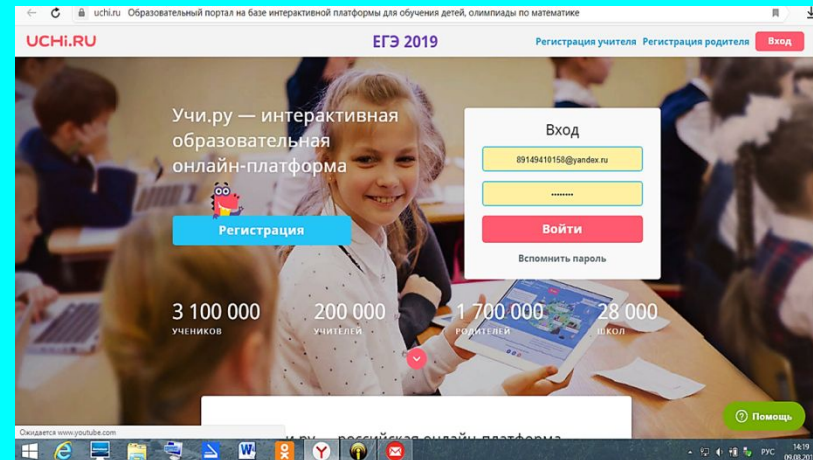 uchi.ru Образовательный портал на базе интерактивной платформы для обучения детей, олимпиады по математике
UCHi.RU
ЕГЭ 2019
Регистрация учителя Регистрация родителя Вход
Учи.ру — интерактивная
образовательная
онлайн-платформа
Регистрация
Вход
89149410158@yandex.ru
Войти
Вспомнить пароль
3 100 000
УЧЕНИКОВ
200 000
УЧИТЕЛЕЙ
1 700 000
РОДИТЕЛЕЙ
28 000
ШКОЛ
Помощь
российская онлайн-платформа
Ожидается www.youtube.com
РУС
14:19